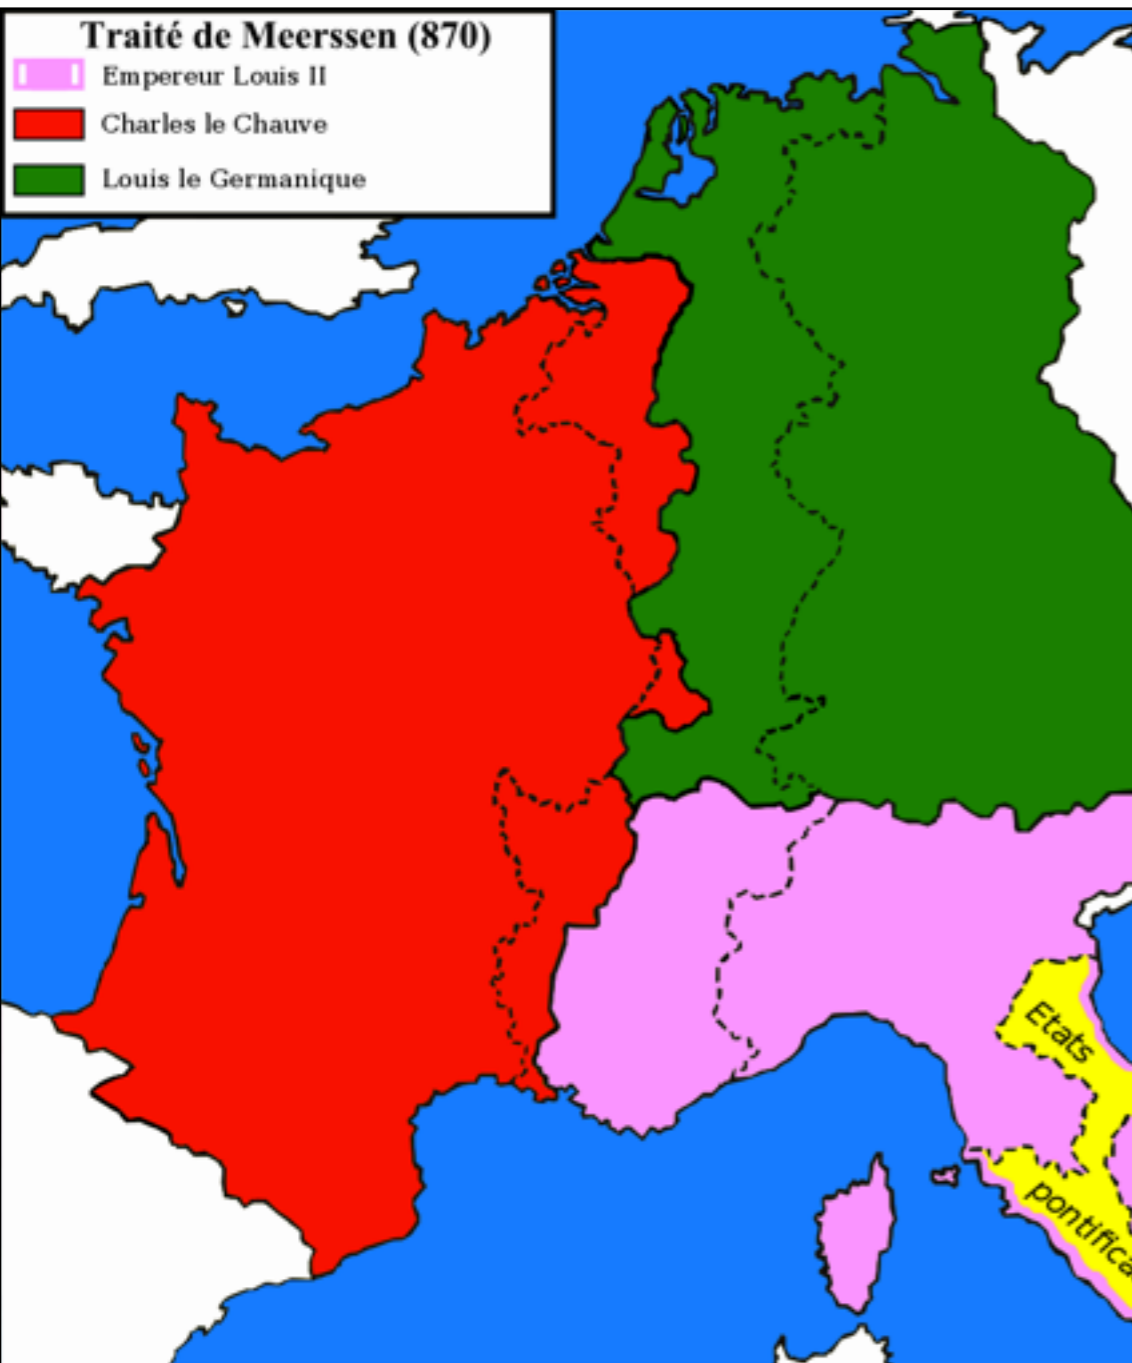 Traité de Meerssen (870)
Empereur Louis II
Charles le Chauve
Louis le Germanique
Etats
pontifica